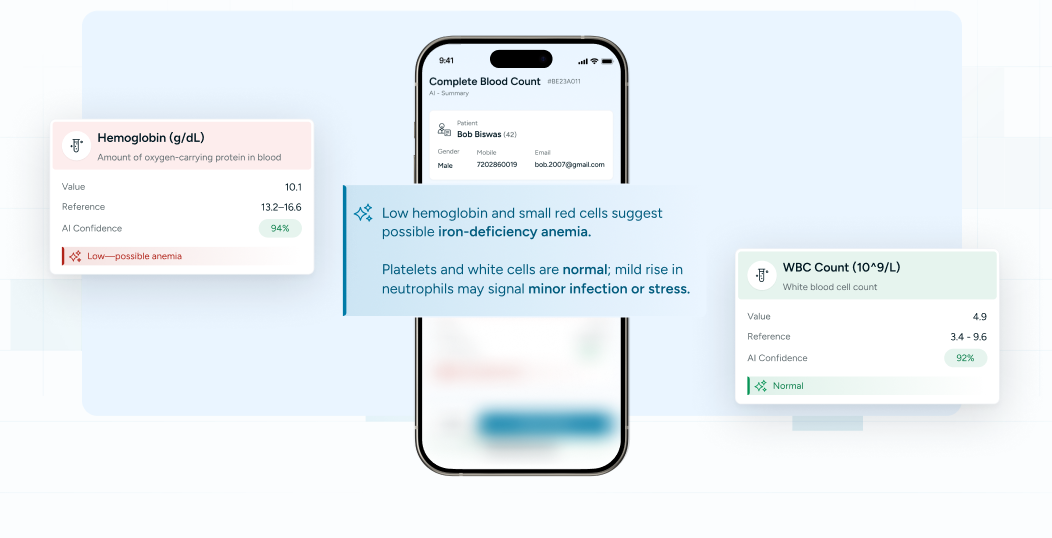 9:41
Complete Blood Count #BE23A011
AI - Summary
Patient
Bob Biswas (42)
Gender Mobile Email
Male 7202860019 bob.2007@gmail.com
Hemoglobin (g/dL)
Amount of oxygen-carrying protein in blood
Value 10.1
Reference 13.2–16.6
AI Confidence 94%
Low—possible anemia
Low hemoglobin and small red cells suggest
possible iron-deficiency anemia.
Platelets and white cells are normal; mild rise in
neutrophils may signal minor infection or stress.
WBC Count (10^9/L)
White blood cell count
Value 4.9
Reference 3.4 - 9.6
AI Confidence 92%
Normal